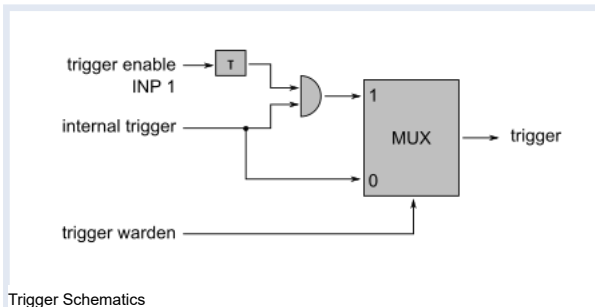 trigger enable
INP 1
T
internal trigger
1
MUX
trigger
0
trigger warden
Trigger Schematics